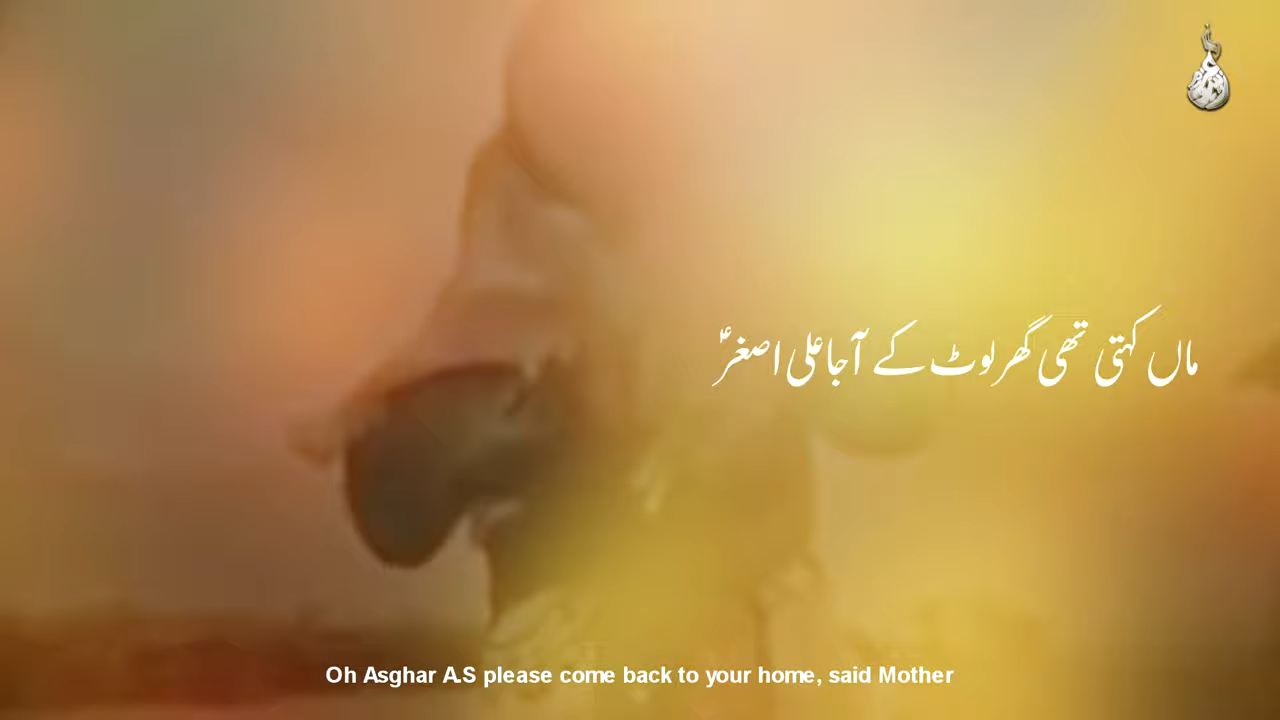 ماں کہتی تھی گھر لوٹ کے آجا علی اصغرؑ
Oh Asghar A.S please come back to your home, said Mother